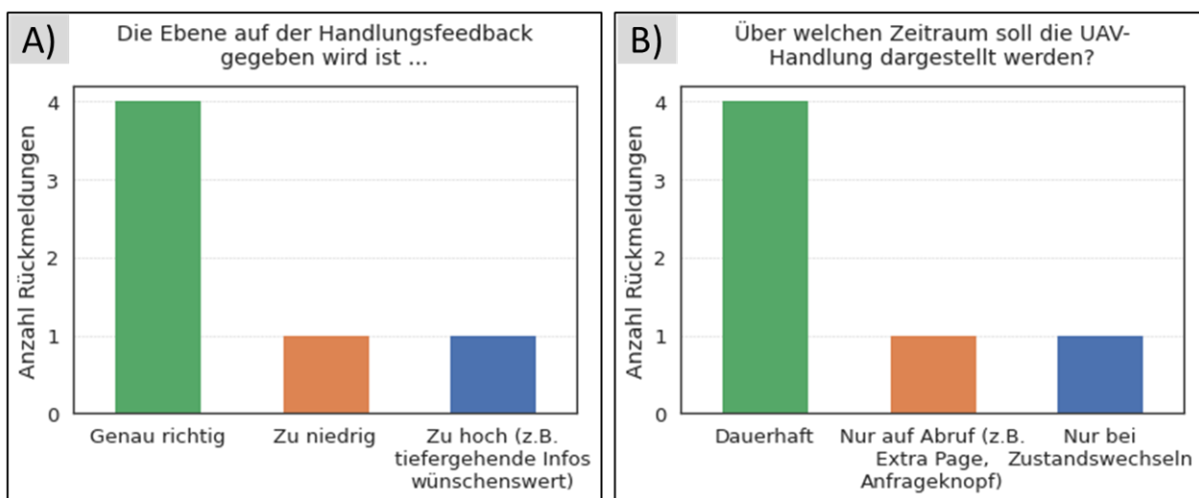 A)
Die Ebene auf der Handlungsfeedback
gegeben wird ist ...
Anzahl Rückmeldungen
4
3
2
1
0
Genau richtig
Zu niedrig
Zu hoch (z.B.
tiefergehende Infos
wünschenswert)
B)
Über welchen Zeitraum soll die UAV-
Handlung dargestellt werden?
Anzahl Rückmeldungen
4
3
2
1
0
Dauerhaft
Nur auf Abruf (z.B.
Extra Page,
Anfrageknopf)
Nur bei
Zustandswechseln